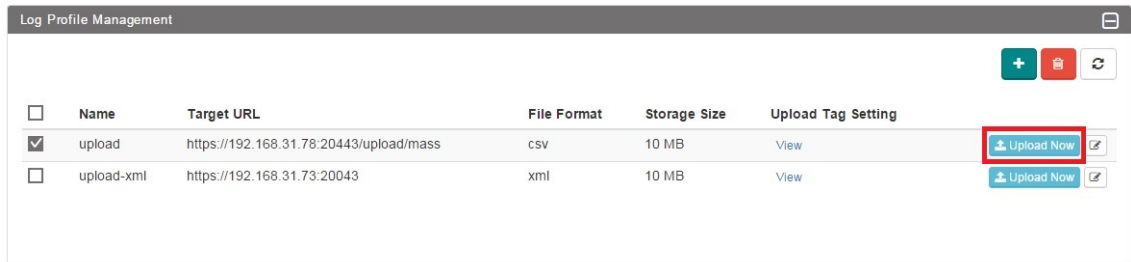 Log Profile Management
Name Target URL File Format Storage Size Upload Tag Setting
upload https://192.168.31.78:20443/upload/mass csv 10 MB View Upload Now
upload-xml https://192.168.31.73:20043 xml 10 MB View Upload Now